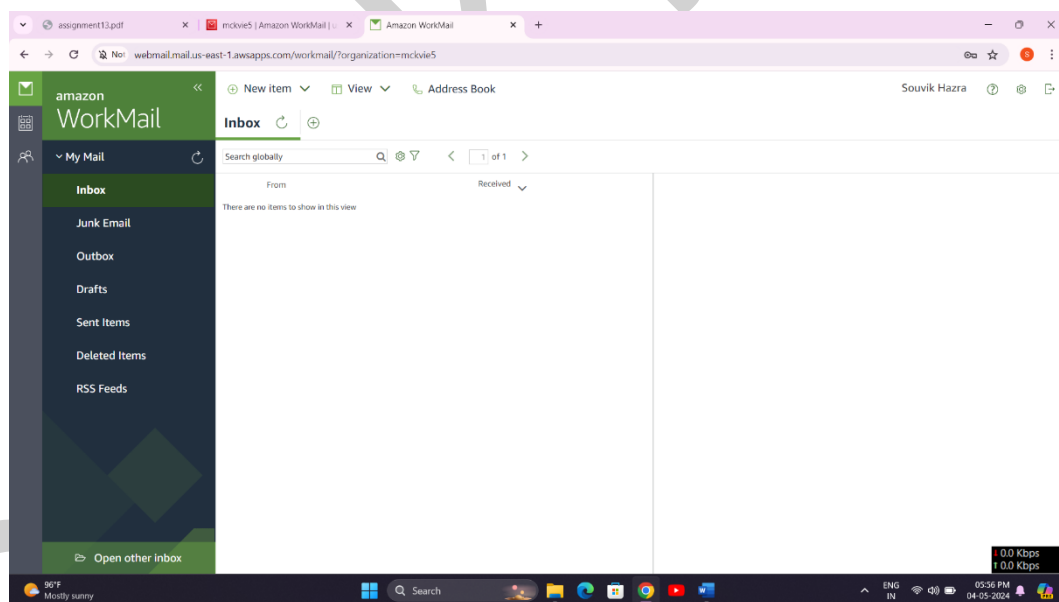 assignment13.pdf
mckvie5 | Amazon WorkMail | u
Amazon WorkMail
Not webmail.mail.us-east-1.awsapps.com/workmail/?organization=mckvie5
S
amazon
WorkMail
New item
View
Address Book
Souvik Hazra
Inbox
My Mail
Search globally
1 of 1
Inbox
From
Received
There are no items to show in this view
Junk Email
Outbox
Drafts
Sent Items
Deleted Items
RSS Feeds
Open other inbox
0.0 Kbps
0.0 Kbps
96°F
Mostly sunny
Search
ENG
IN
05:56 PM
04-05-2024